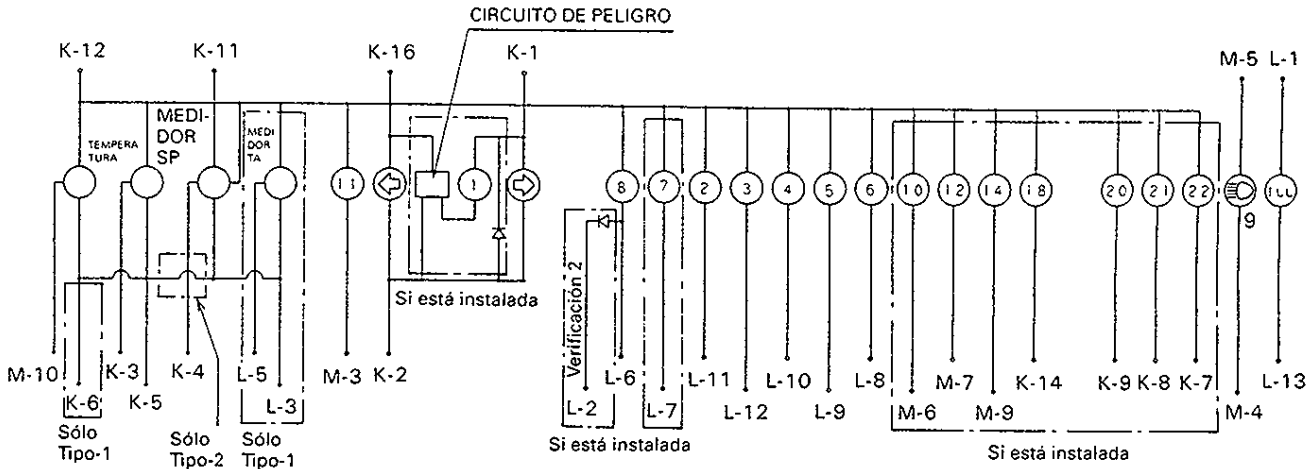 CIRCUITO DE PELIGRO
K-12
K-11
K-16
K-1
M-5
L-1
TEMPERA
TURA
MEDI-
DOR
SP
MEDI
DOR
TA
13
1
8
7
2
3
4
5
6
10
12
14
18
20
21
22
9
Si está instalada
Verificación 2
M-10
K-6
K-3
K-5
K-4
L-5
L-3
M-3
K-2
L-2
L-6
L-7
L-11
L-12
L-10
L-9
L-8
M-6
M-7
M-9
K-14
K-9
K-8
K-7
M-4
L-13
Sólo
Tipo-1
Sólo
Tipo-2
Sólo
Tipo-1
Si está instalada
Si está instalada